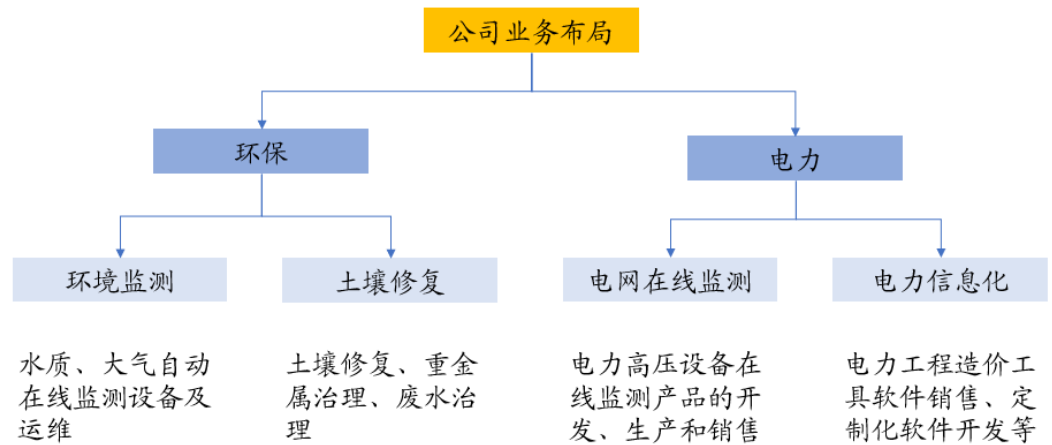 公司业务布局
环保
电力
环境监测
土壤修复
电网在线监测
电力信息化
水质、大气自动
在线监测设备及
运维
土壤修复、重金
属治理、废水治
理
电力高压设备在
线监测产品的开
发、生产和销售
电力工程造价工
具软件销售、定
制化软件开发等